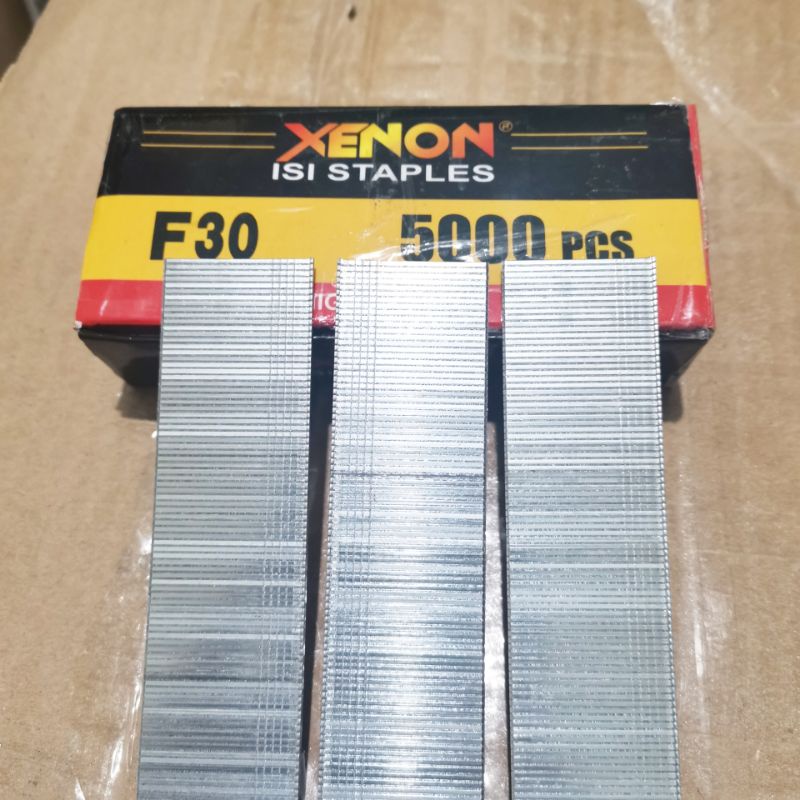 XENON®
ISI STAPLES
F30 5000 PCS